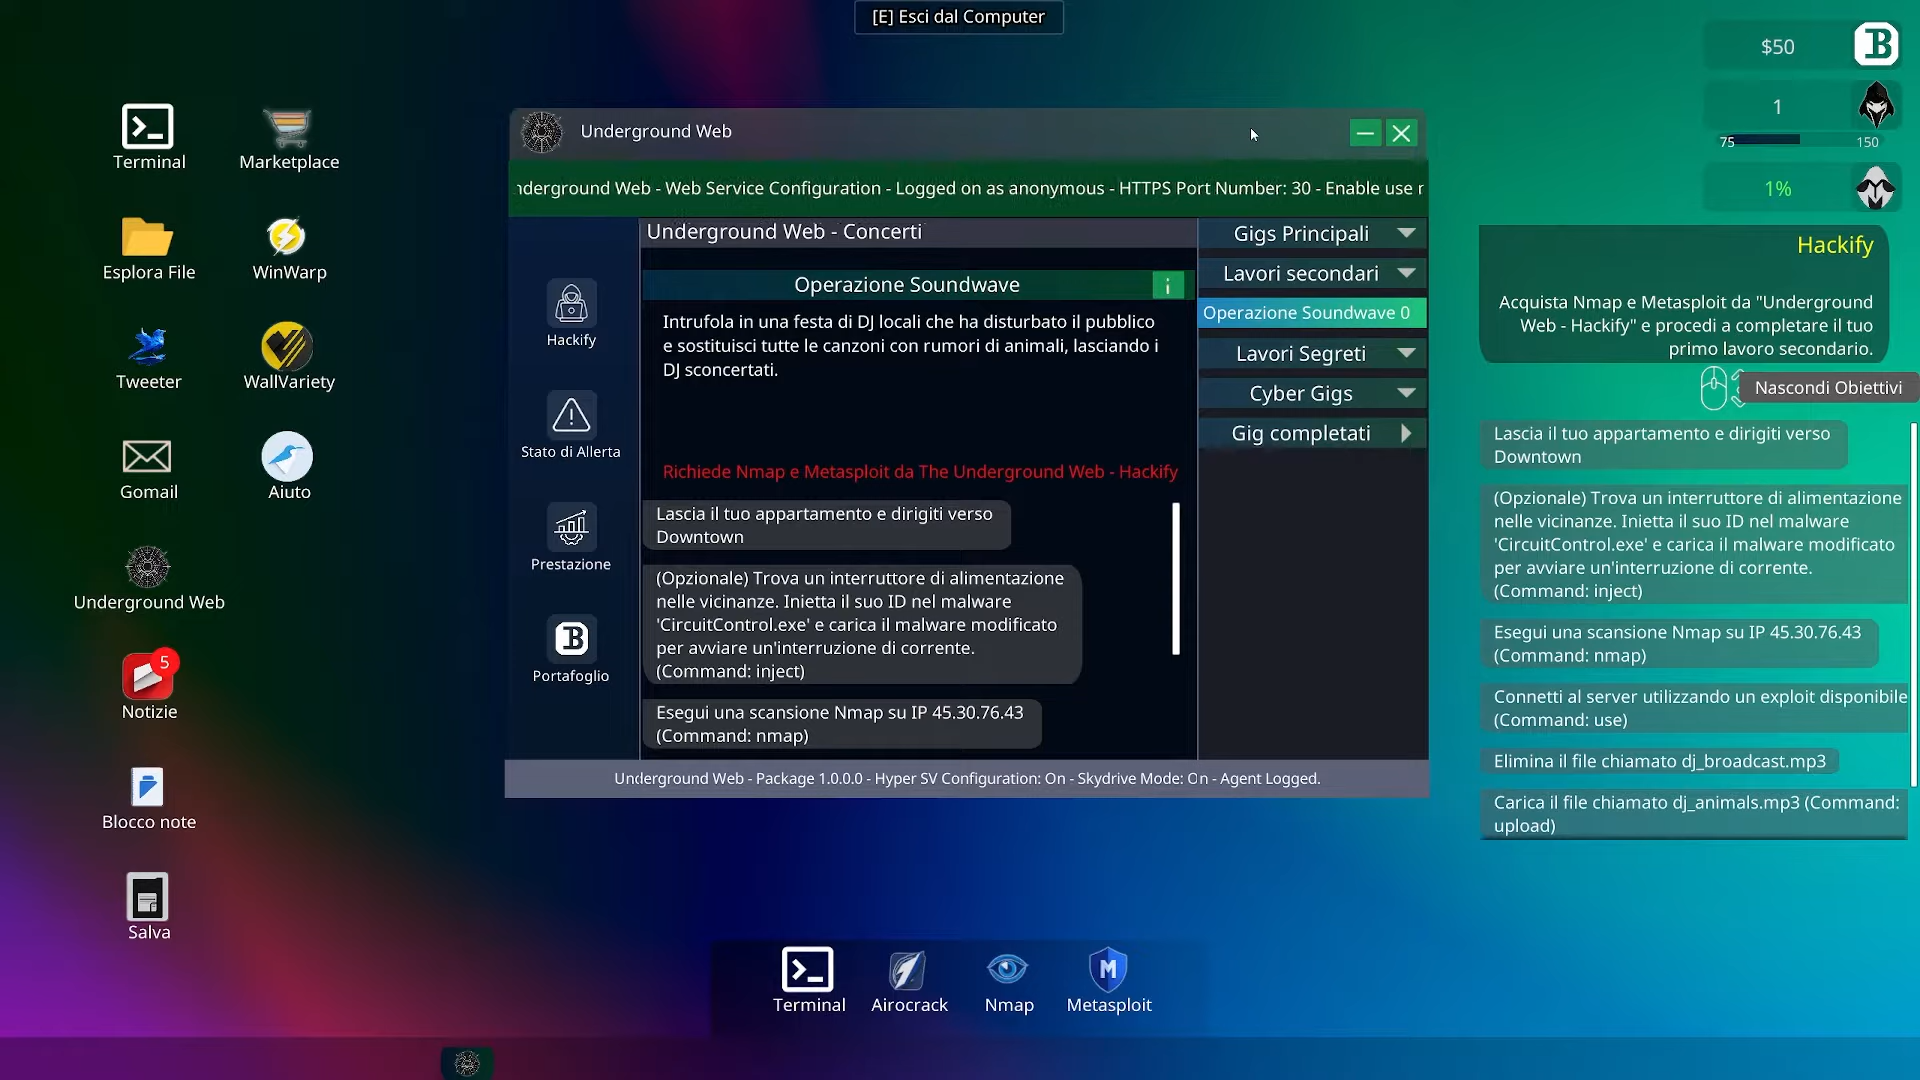 [E] Esci dal Computer
$50
B
1
75
150
1%
Terminal
Marketplace
Esplora File
WinWarp
Tweeter
WallVariety
Gomail
Aiuto
Underground Web
5
Notizie
Blocco note
Salva
Underground Web
nderground Web - Web Service Configuration - Logged on as anonymous - HTTPS Port Number: 30 - Enable use r
Hackify
Stato di Allerta
Prestazione
B
Portafoglio
Underground Web - Concerti
Operazione Soundwave
i
Intrufola in una festa di DJ locali che ha disturbato il pubblico
e sostituisci tutte le canzoni con rumori di animali, lasciando i
DJ sconcertati.
Richiede Nmap e Metasploit da The Underground Web - Hackify
Lascia il tuo appartamento e dirigiti verso
Downtown
(Opzionale) Trova un interruttore di alimentazione
nelle vicinanze. Inietta il suo ID nel malware
'CircuitControl.exe' e carica il malware modificato
per avviare un'interruzione di corrente.
(Command: inject)
Esegui una scansione Nmap su IP 45.30.76.43
(Command: nmap)
Gigs Principali
Lavori secondari
Operazione Soundwave 0
Lavori Segreti
Cyber Gigs
Gig completati
Underground Web - Package 1.0.0.0 - Hyper SV Configuration: On - Skydrive Mode: On - Agent Logged.
Hackify
Acquista Nmap e Metasploit da "Underground
Web - Hackify" e procedi a completare il tuo
primo lavoro secondario.
Nascondi Obiettivi
Lascia il tuo appartamento e dirigiti verso
Downtown
(Opzionale) Trova un interruttore di alimentazione
nelle vicinanze. Inietta il suo ID nel malware
'CircuitControl.exe' e carica il malware modificato
per avviare un'interruzione di corrente.
(Command: inject)
Esegui una scansione Nmap su IP 45.30.76.43
(Command: nmap)
Connetti al server utilizzando un exploit disponibile
(Command: use)
Elimina il file chiamato dj_broadcast.mp3
Carica il file chiamato dj_animals.mp3 (Command:
upload)
Terminal
Airocrack
Nmap
M
Metasploit